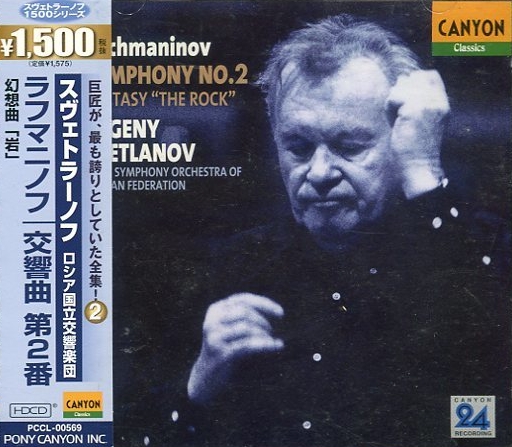 スヴェトラーノフ
1500シリーズ
¥1,500 税抜
(定価¥1,575)
巨匠が、最も誇りとしていた全集! 2
スヴェトラーノフ ロシア国立交響楽団
ラフマニノフ 交響曲 第2番
幻想曲「岩」
HDCD
CANYON
Classics
PCCL-00569
PONY CANYON INC.
chmaninov
MPHONY NO.2
TASY "THE ROCK"
GENY
ETLANOV
SYMPHONY ORCHESTRA OF
AN FEDERATION
CANYON
Classics
CANYON
24
RECORDING